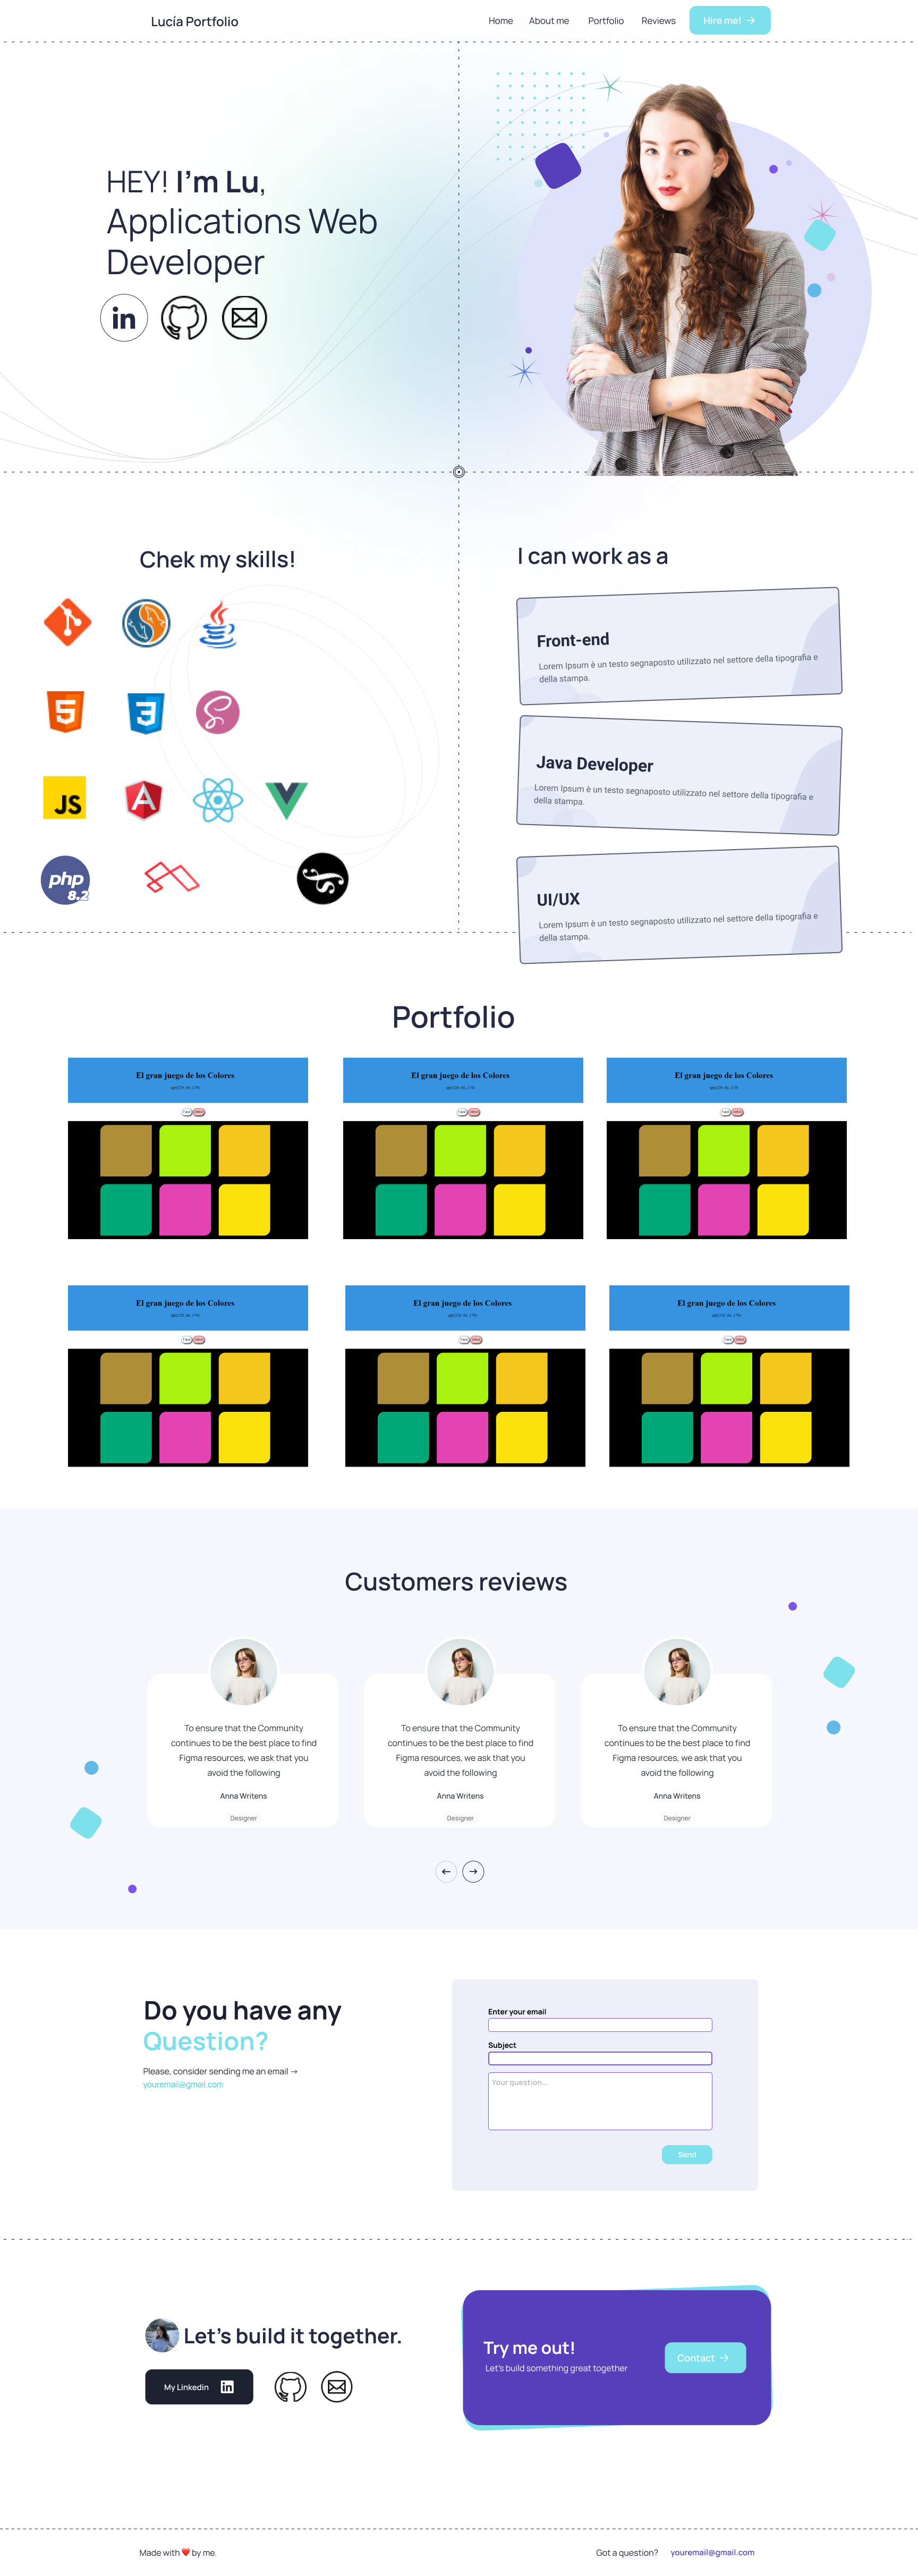 Lucía Portfolio
Home
About me
Portfolio
Reviews
Hire me! →
HEY! I'm Lu,
Applications Web
Developer
in
Chek my skills!
I can work as a
Front-end
Lorem Ipsum è un testo segnaposto utilizzato nel settore della tipografia e
della stampa.
Java Developer
Lorem Ipsum è un testo segnaposto utilizzato nel settore della tipografia e
della stampa.
UI/UX
Lorem Ipsum è un testo segnaposto utilizzato nel settore della tipografia e
della stampa.
5
3
JS
A
php
8.2
Portfolio
El gran juego de los Colores
El gran juego de los Colores
El gran juego de los Colores
El gran juego de los Colores
El gran juego de los Colores
El gran juego de los Colores
Customers reviews
To ensure that the Community
continues to be the best place to find
Figma resources, we ask that you
avoid the following
Anna Writens
Designer
To ensure that the Community
continues to be the best place to find
Figma resources, we ask that you
avoid the following
Anna Writens
Designer
To ensure that the Community
continues to be the best place to find
Figma resources, we ask that you
avoid the following
Anna Writens
Designer
Do you have any
Question?
Please, consider sending me an email →
youremail@gmail.com
Enter your email
Subject
Your question...
Send
Let's build it together.
My Linkedin in
Try me out!
Let's build something great together
Contact →
Made with ❤️ by me.
Got a question?
youremail@gmail.com